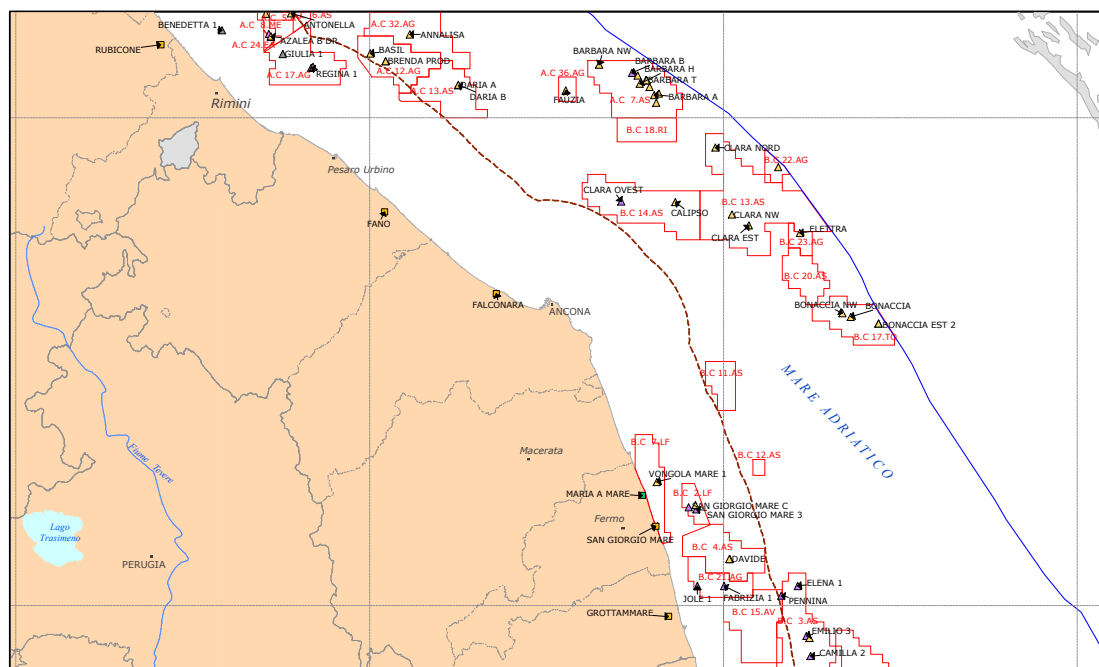 BENEDETTA 1
RUBICONE
ANTONELLA
AZALEA B DR
GIULIA 1
A.C 17.AG
REGINA 1
Rimini
A.C 32.AG
ANNALISA
BASIL
BRENDA PROD
A.C 12.AG
A.C 13.AS
DARIA A
DARIA B
A.C 36.AG
FAUZIA
BARBARA NW
BARBARA B
BARBARA H
BARBARA T
BARBARA A
A.C 7.AS
B.C 18.RI
Pesaro Urbino
FANO
CLARA NORD
B.C 22.AG
CLARA OVEST
B.C 14.AS
CALIPSO
B.C 13.AS
CLARA NW
CLARA EST
ELETTRA
B.C 23.AG
B.C 20.AS
FALCONARA
ANCONA
BONACCIA NW
BONACCIA
BONACCIA EST 2
B.C 17.TO
B.C 11.AS
MARE ADRIATICO
B.C 7.LF
B.C 12.AS
Macerata
Fiume Tevere
VONGOLA MARE 1
MARIA A MARE
B.C 2.LF
SAN GIORGIO MARE C
SAN GIORGIO MARE 3
Fermo
SAN GIORGIO MARE
Lago
Trasimeno
PERUGIA
B.C 4.AS
DAVIDE
B.C 21.AG
JOLE 1
FABRIZIA 1
ELENA 1
PENNINA
B.C 15.AV
GROTTAMMARE
B.C 3.AS
EMILIO 3
CAMILLA 2